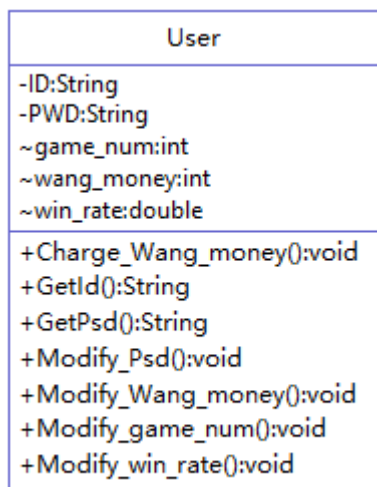 User
-ID:String
-PWD:String
~game_num:int
~wang_money:int
~win_rate:double
+Charge_Wang_money():void
+GetId():String
+GetPsd():String
+Modify_Psd():void
+Modify_Wang_money():void
+Modify_game_num():void
+Modify_win_rate():void